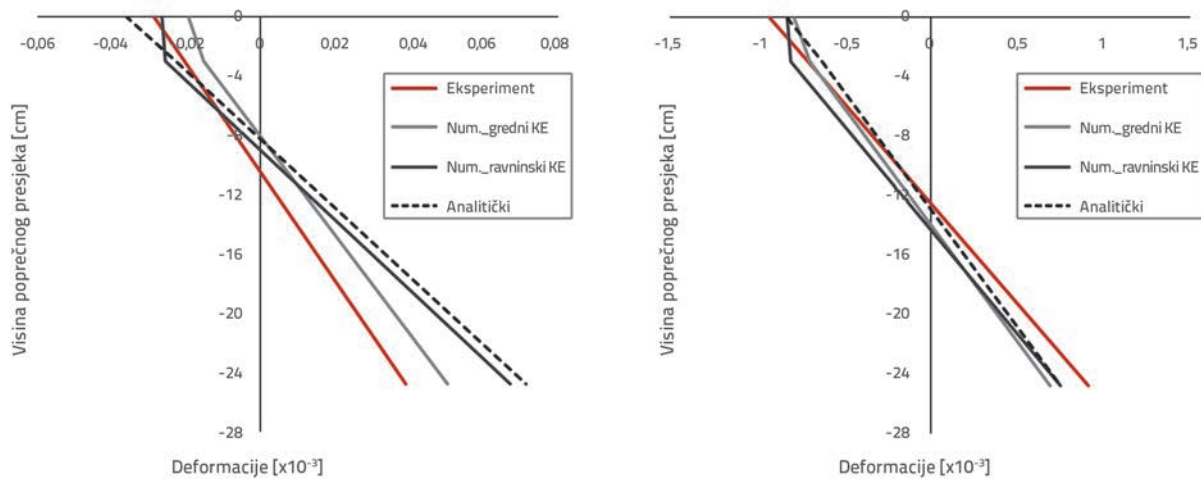 0
-0,06 -0,04 -0,02 0 0,02 0,04 0,06 0,08
-4
-8
-12
-16
-20
-24
-28
Visina poprečnog presjeka [cm]
Eksperiment
Num._gredni KE
Num._ravninski KE
Analitički
Deformacije [x10⁻³]
0
-1,5 -1 -0,5 0 0,5 1 1,5
-4
-8
-12
-16
-20
-24
-28
Visina poprečnog presjeka [cm]
Eksperiment
Num._gredni KE
Num._ravninski KE
Analitički
Deformacije [x10⁻³]